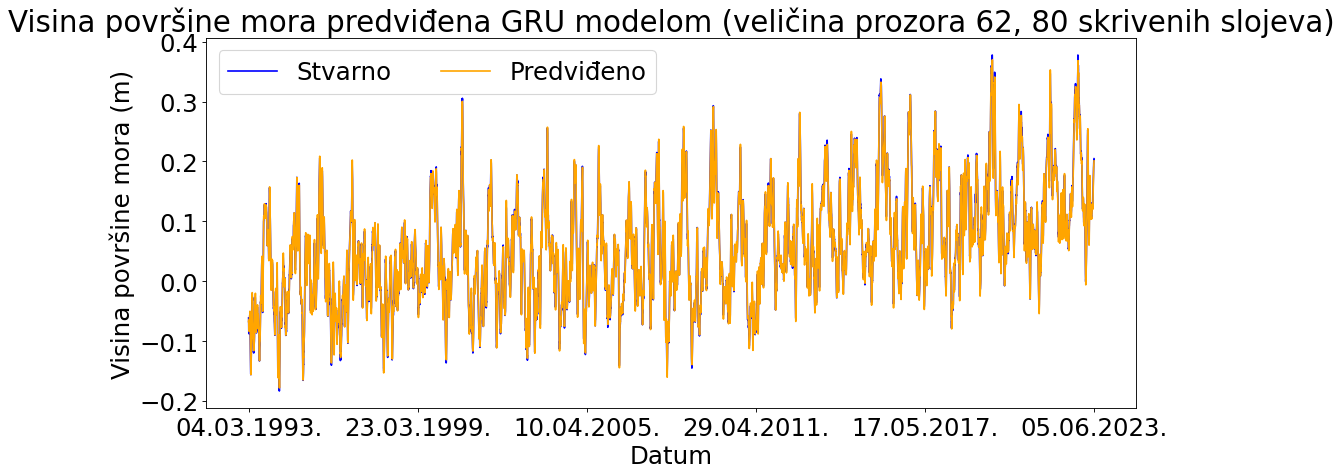 Visina površine mora predviđena GRU modelom (veličina prozora 62, 80 skrivenih slojeva)
Stvarno
Predviđeno
Visina površine mora (m)
0.4
0.3
0.2
0.1
0.0
−0.1
−0.2
04.03.1993. 23.03.1999. 10.04.2005. 29.04.2011. 17.05.2017. 05.06.2023.
Datum